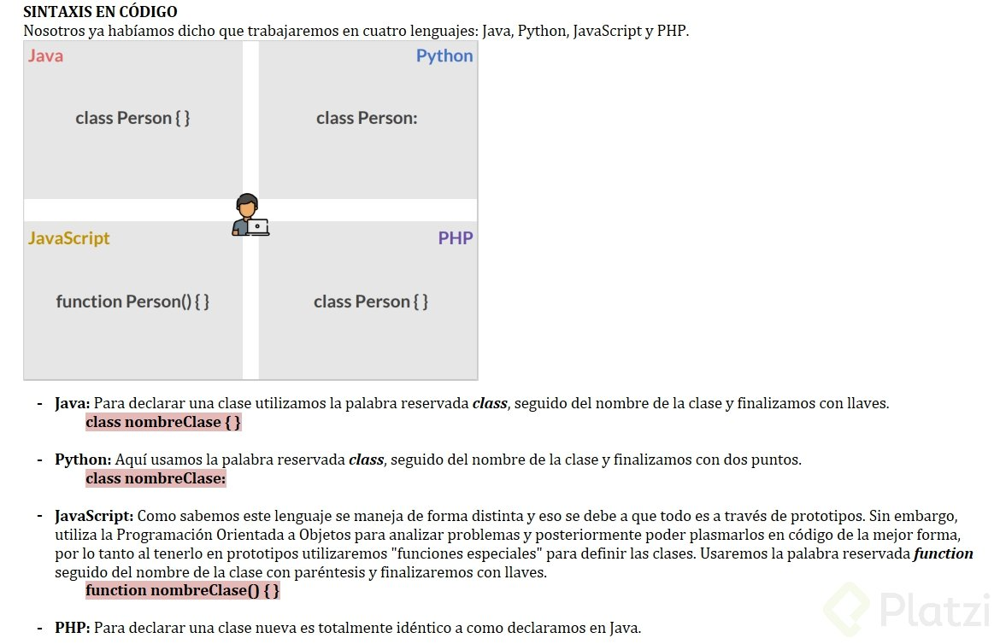 SINTAXIS EN CÓDIGO
Nosotros ya habíamos dicho que trabajaremos en cuatro lenguajes: Java, Python, JavaScript y PHP.
Java
Python
class Person { }
class Person:
JavaScript
PHP
function Person() { }
class Person { }
- Java: Para declarar una clase utilizamos la palabra reservada class, seguido del nombre de la clase y finalizamos con llaves.
class nombreClase { }
- Python: Aquí usamos la palabra reservada class, seguido del nombre de la clase y finalizamos con dos puntos.
class nombreClase:
- JavaScript: Como sabemos este lenguaje se maneja de forma distinta y eso se debe a que todo es a través de prototipos. Sin embargo,
utiliza la Programación Orientada a Objetos para analizar problemas y posteriormente poder plasmarlos en código de la mejor forma,
por lo tanto al tenerlo en prototipos utilizaremos "funciones especiales" para definir las clases. Usaremos la palabra reservada function
seguido del nombre de la clase con paréntesis y finalizaremos con llaves.
function nombreClase() { }
- PHP: Para declarar una clase nueva es totalmente idéntico a como declaramos en Java.
Platzi